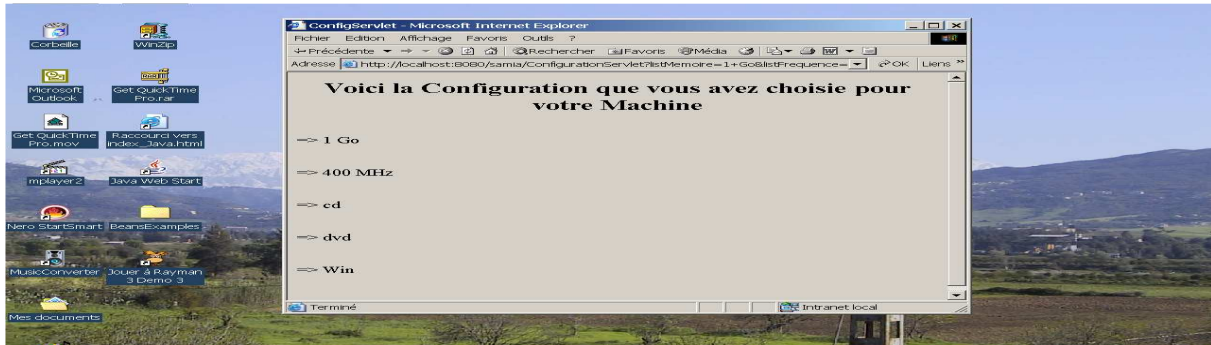 Corbeille
WinZip
Microsoft Outlook
Get QuickTime Pro.rar
Get QuickTime Pro.mov
Raccourci vers index_Java.html
mplayer2
Java Web Start
Nero StartSmart
BeansExamples
MusicConverter
Jouer à Rayman 3 Demo 3
Mes documents
ConfigServlet - Microsoft Internet Explorer
Fichier Edition Affichage Favoris Outils ?
Précédente Rechercher Favoris Média
Adresse http://localhost:8080/samia/ConfigurationServlet?listMemoire=1+Go&listFrequence= OK Liens »
Voici la Configuration que vous avez choisie pour
votre Machine
=> 1 Go
=> 400 MHz
=> cd
=> dvd
=> Win
Terminé Intranet local